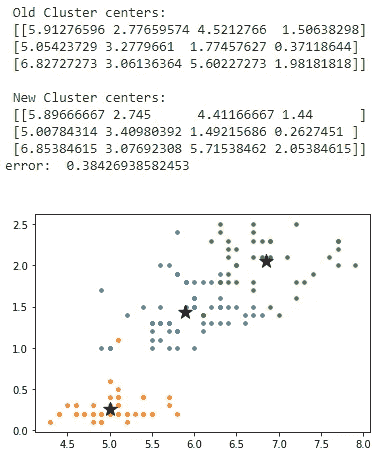 Old Cluster centers:
[[5.91276596 2.77659574 4.5212766  1.50638298]
[5.05423729 3.2779661  1.77457627 0.37118644]
[6.82727273 3.06136364 5.60227273 1.98181818]]
New Cluster centers:
[[5.89666667 2.745      4.41166667 1.44      ]
[5.00784314 3.40980392 1.49215686 0.2627451 ]
[6.85384615 3.07692308 5.71538462 2.05384615]]
error:  0.38426938582453
2.5
2.0
1.5
1.0
0.5
0.0
4.5 5.0 5.5 6.0 6.5 7.0 7.5 8.0